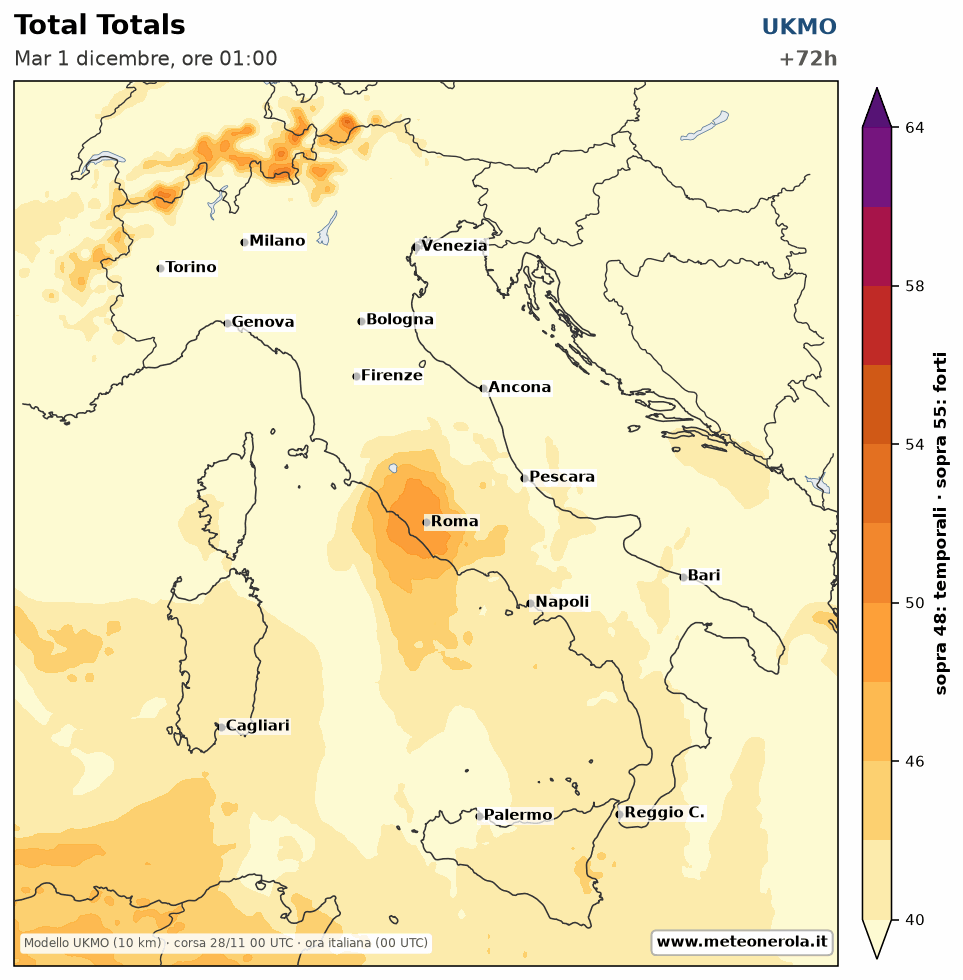 Total Totals
UKMO
Mar 1 dicembre, ore 01:00
+72h
Milano
Venezia
Torino
Genova
Bologna
Firenze
Ancona
Pescara
Roma
Bari
Napoli
Cagliari
Palermo
Reggio C.
64
58
54
50
46
40
sopra 48: temporali · sopra 55: forti
Modello UKMO (10 km) · corsa 28/11 00 UTC · ora italiana (00 UTC)
www.meteonerola.it